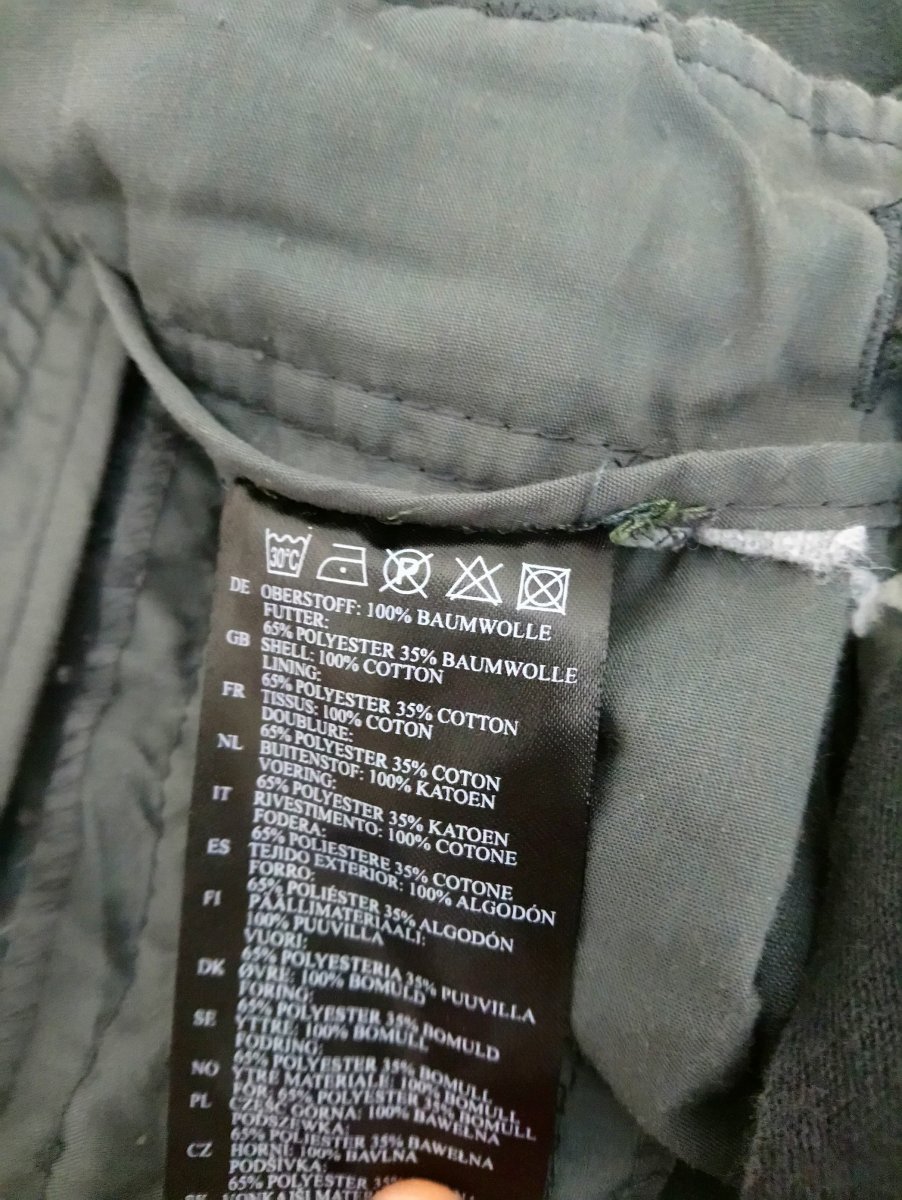 30°C
P
DE OBERSTOFF: 100% BAUMWOLLE
FUTTER:
65% POLYESTER 35% BAUMWOLLE
GB SHELL: 100% COTTON
LINING:
65% POLYESTER 35% COTTON
FR TISSUS: 100% COTON
DOUBLURE:
65% POLYESTER 35% COTON
NL BUITENSTOF: 100% KATOEN
VOERING:
65% POLYESTER 35% KATOEN
IT RIVESTIMENTO: 100% COTONE
FODERA:
65% POLIESTERE 35% COTONE
ES TEJIDO EXTERIOR: 100% ALGODÓN
FORRO:
65% POLIÉSTER 35% ALGODÓN
FI PÄÄLLIMATERIAALI:
100% PUUVILLA
VUORI:
65% POLYESTERIA 35% PUUVILLA
DK ØVRE: 100% BOMULD
FORING:
65% POLYESTER 35% BOMULD
SE YTTRE: 100% BOMULL
FODRING:
65% POLYESTER 35% BOMULL
NO YTRE MATERIALE: 100% BOMULL
FÔR: 65% POLYESTER 35% BOMULL
PL CZĘŚĆ GÓRNA: 100% BAWEŁNA
PODSZEWKA:
65% POLIESTER 35% BAWEŁNA
CZ HORNÉ 100% BAVLNA
PODŠÍVKA:
65% POLYESTER
SK VONKAJŠÍ